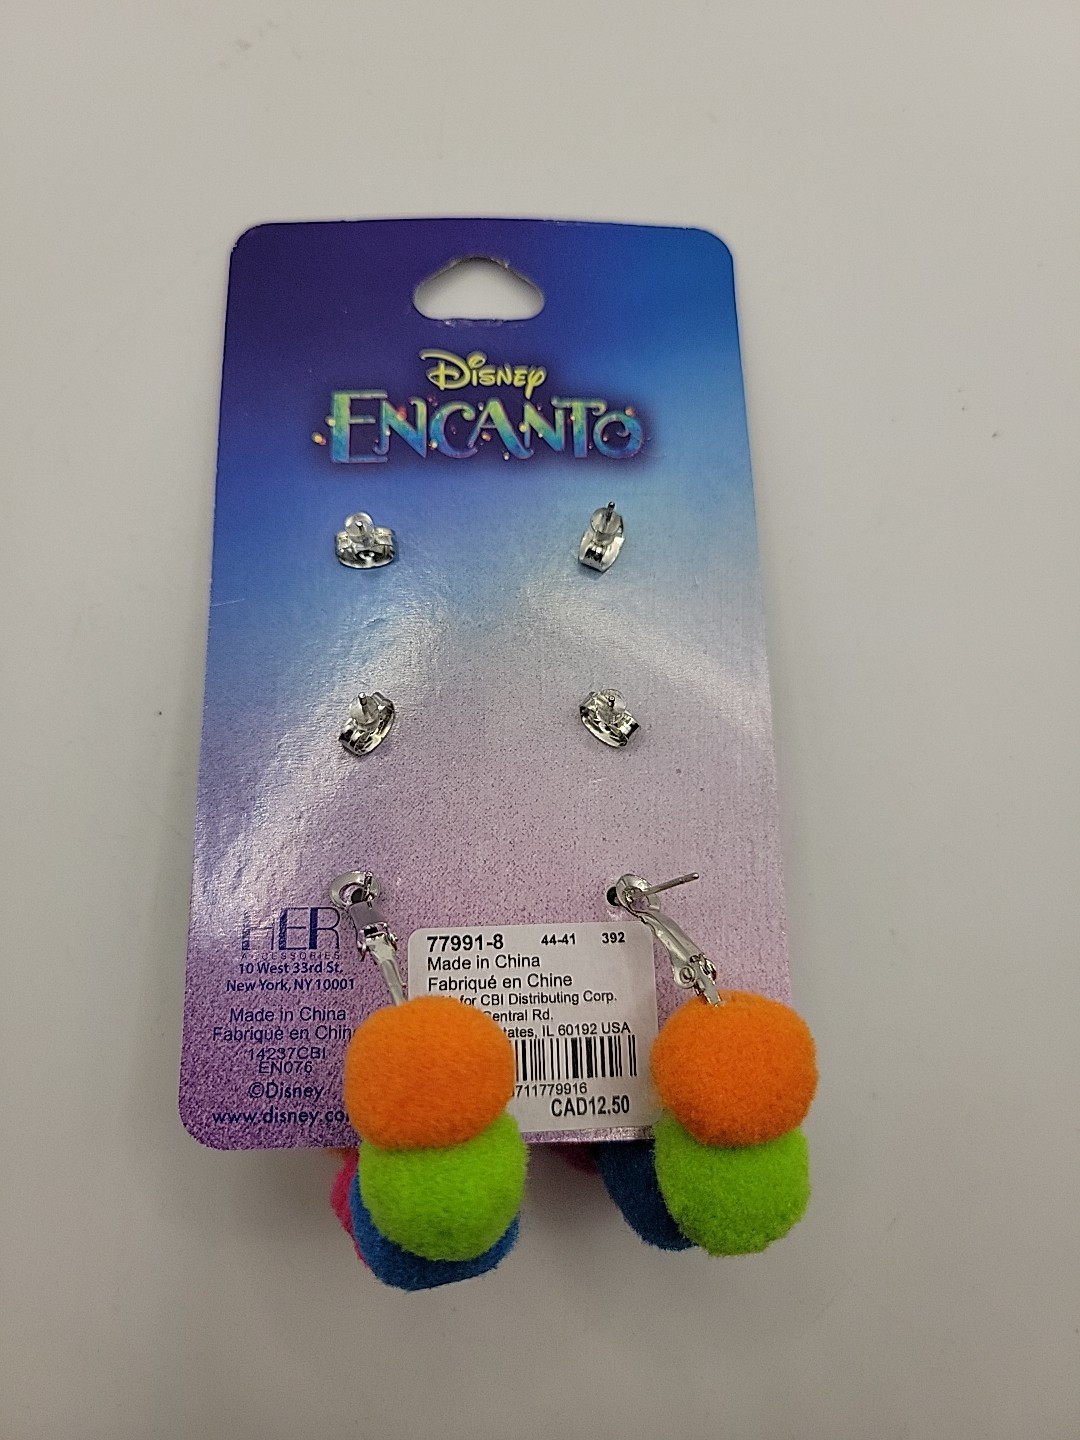 Disney
ENCANTO
HER
ACCESSORIES
10 West 33rd St.
New York, NY 10001
Made in China
Fabriqué en Chin
14237CBI
EN076
©Disney
www.disney.co
77991-8 44-41 392
Made in China
Fabriqué en Chine
for CBI Distributing Corp.
Central Rd.
tates, IL 60192 USA
711779916
CAD12.50